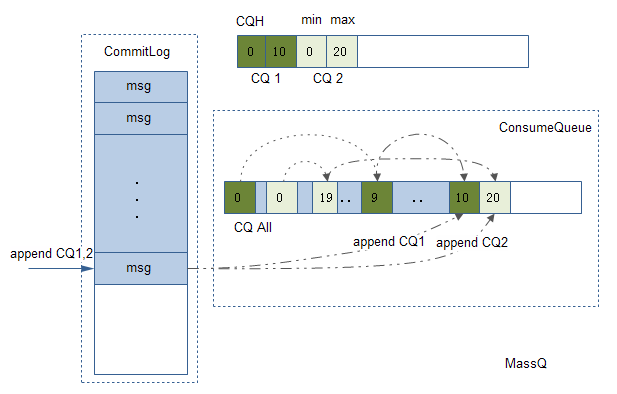 CQH min max
0 10 0 20
CQ 1 CQ 2
CommitLog
msg
msg
.
.
.
append CQ1,2
msg
ConsumeQueue
0 0 19 .. 9 .. 10 20
CQ All
append CQ1 append CQ2
MassQ